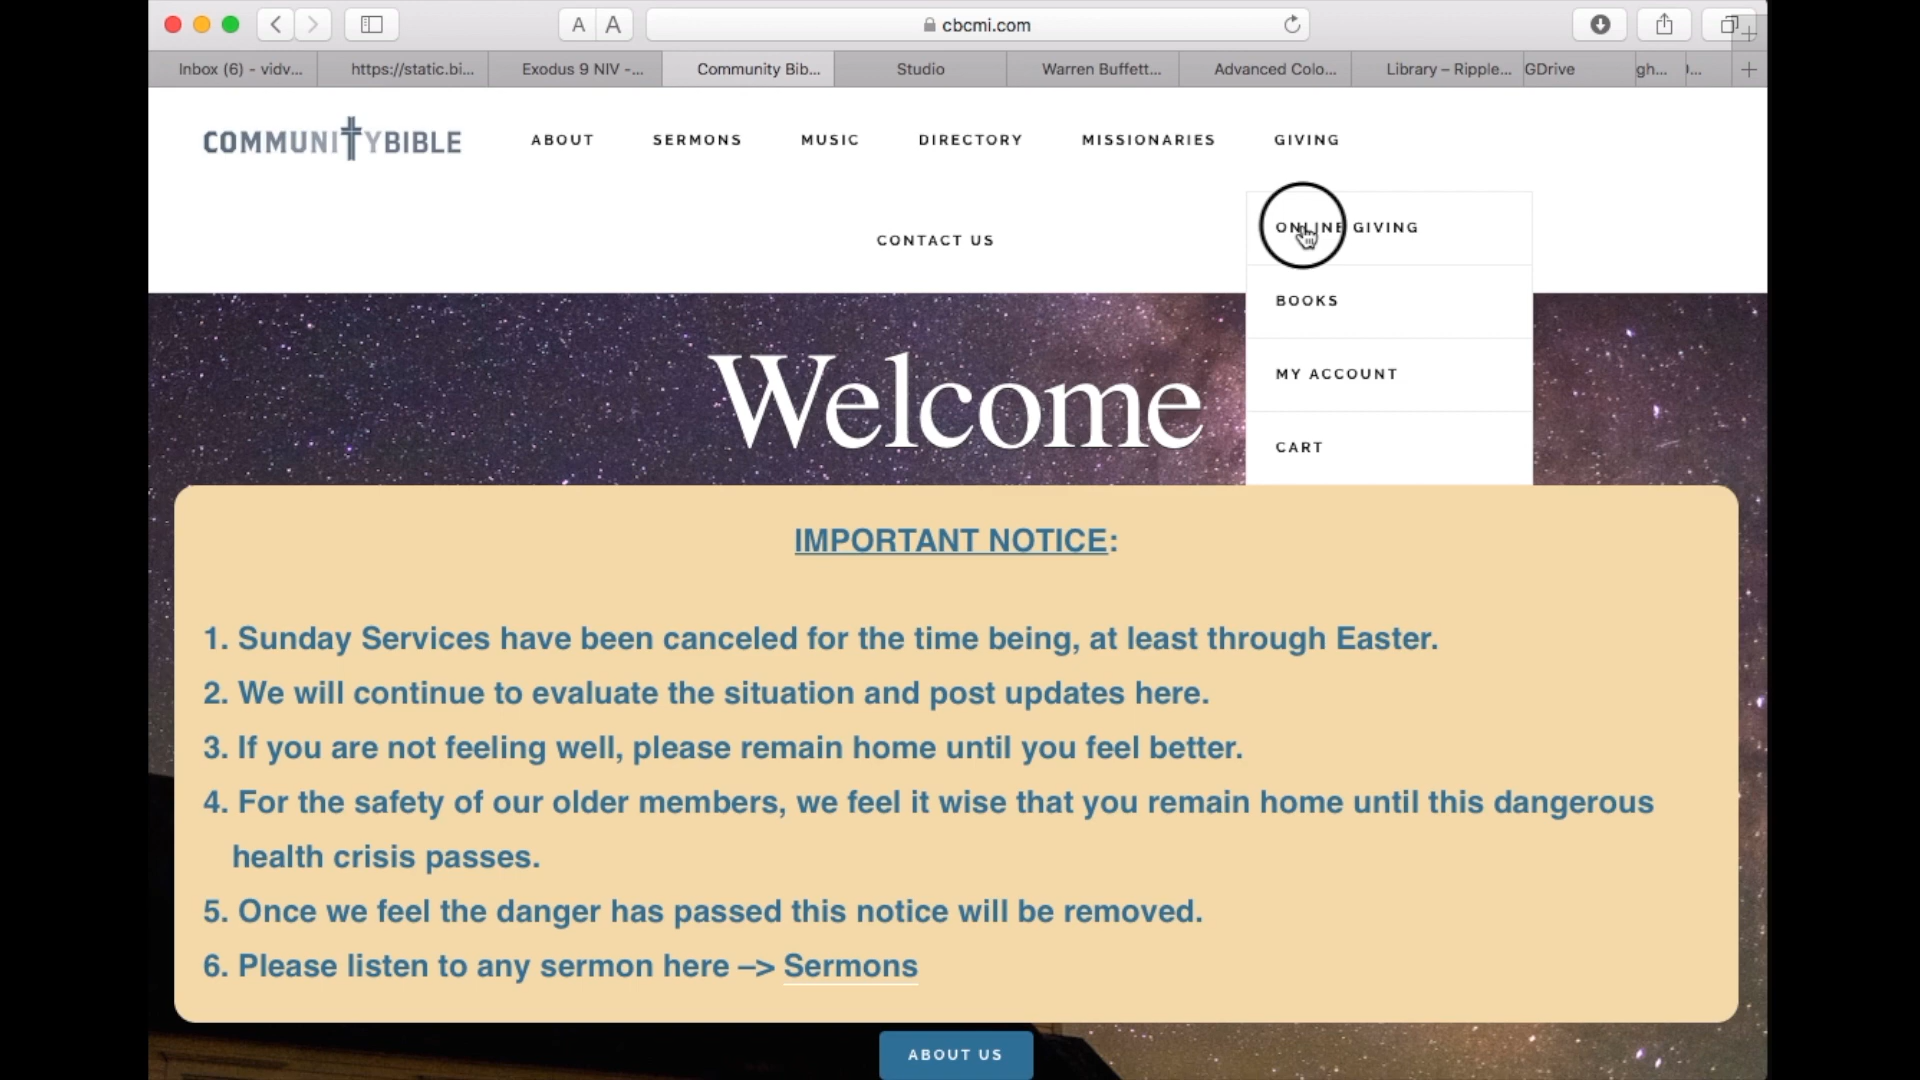 A A
cbcmi.com
Inbox (6) - vidv... https://static.bi... Exodus 9 NIV -... Community Bib... Studio Warren Buffett... Advanced Colo... Library – Ripple... GDrive gh...
COMMUNITYBIBLE
ABOUT SERMONS MUSIC DIRECTORY MISSIONARIES GIVING
ONLINE GIVING
CONTACT US
BOOKS
MY ACCOUNT
CART
Welcome
IMPORTANT NOTICE:
1. Sunday Services have been canceled for the time being, at least through Easter.
2. We will continue to evaluate the situation and post updates here.
3. If you are not feeling well, please remain home until you feel better.
4. For the safety of our older members, we feel it wise that you remain home until this dangerous
health crisis passes.
5. Once we feel the danger has passed this notice will be removed.
6. Please listen to any sermon here –> Sermons
ABOUT US